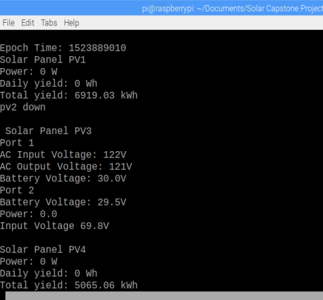 pi@raspberrypi: ~/Documents/Solar Capstone Project
File Edit Tabs Help
Epoch Time: 1523889010
Solar Panel PV1
Power: 0 W
Daily yield: 0 Wh
Total yield: 6919.03 kWh
pv2 down
Solar Panel PV3
Port 1
AC Input Voltage: 122V
AC Output Voltage: 121V
Battery Voltage: 30.0V
Port 2
Battery Voltage: 29.5V
Power: 0.0
Input Voltage 69.8V
Solar Panel PV4
Power: 0 W
Daily yield: 0 Wh
Total yield: 5065.06 kWh